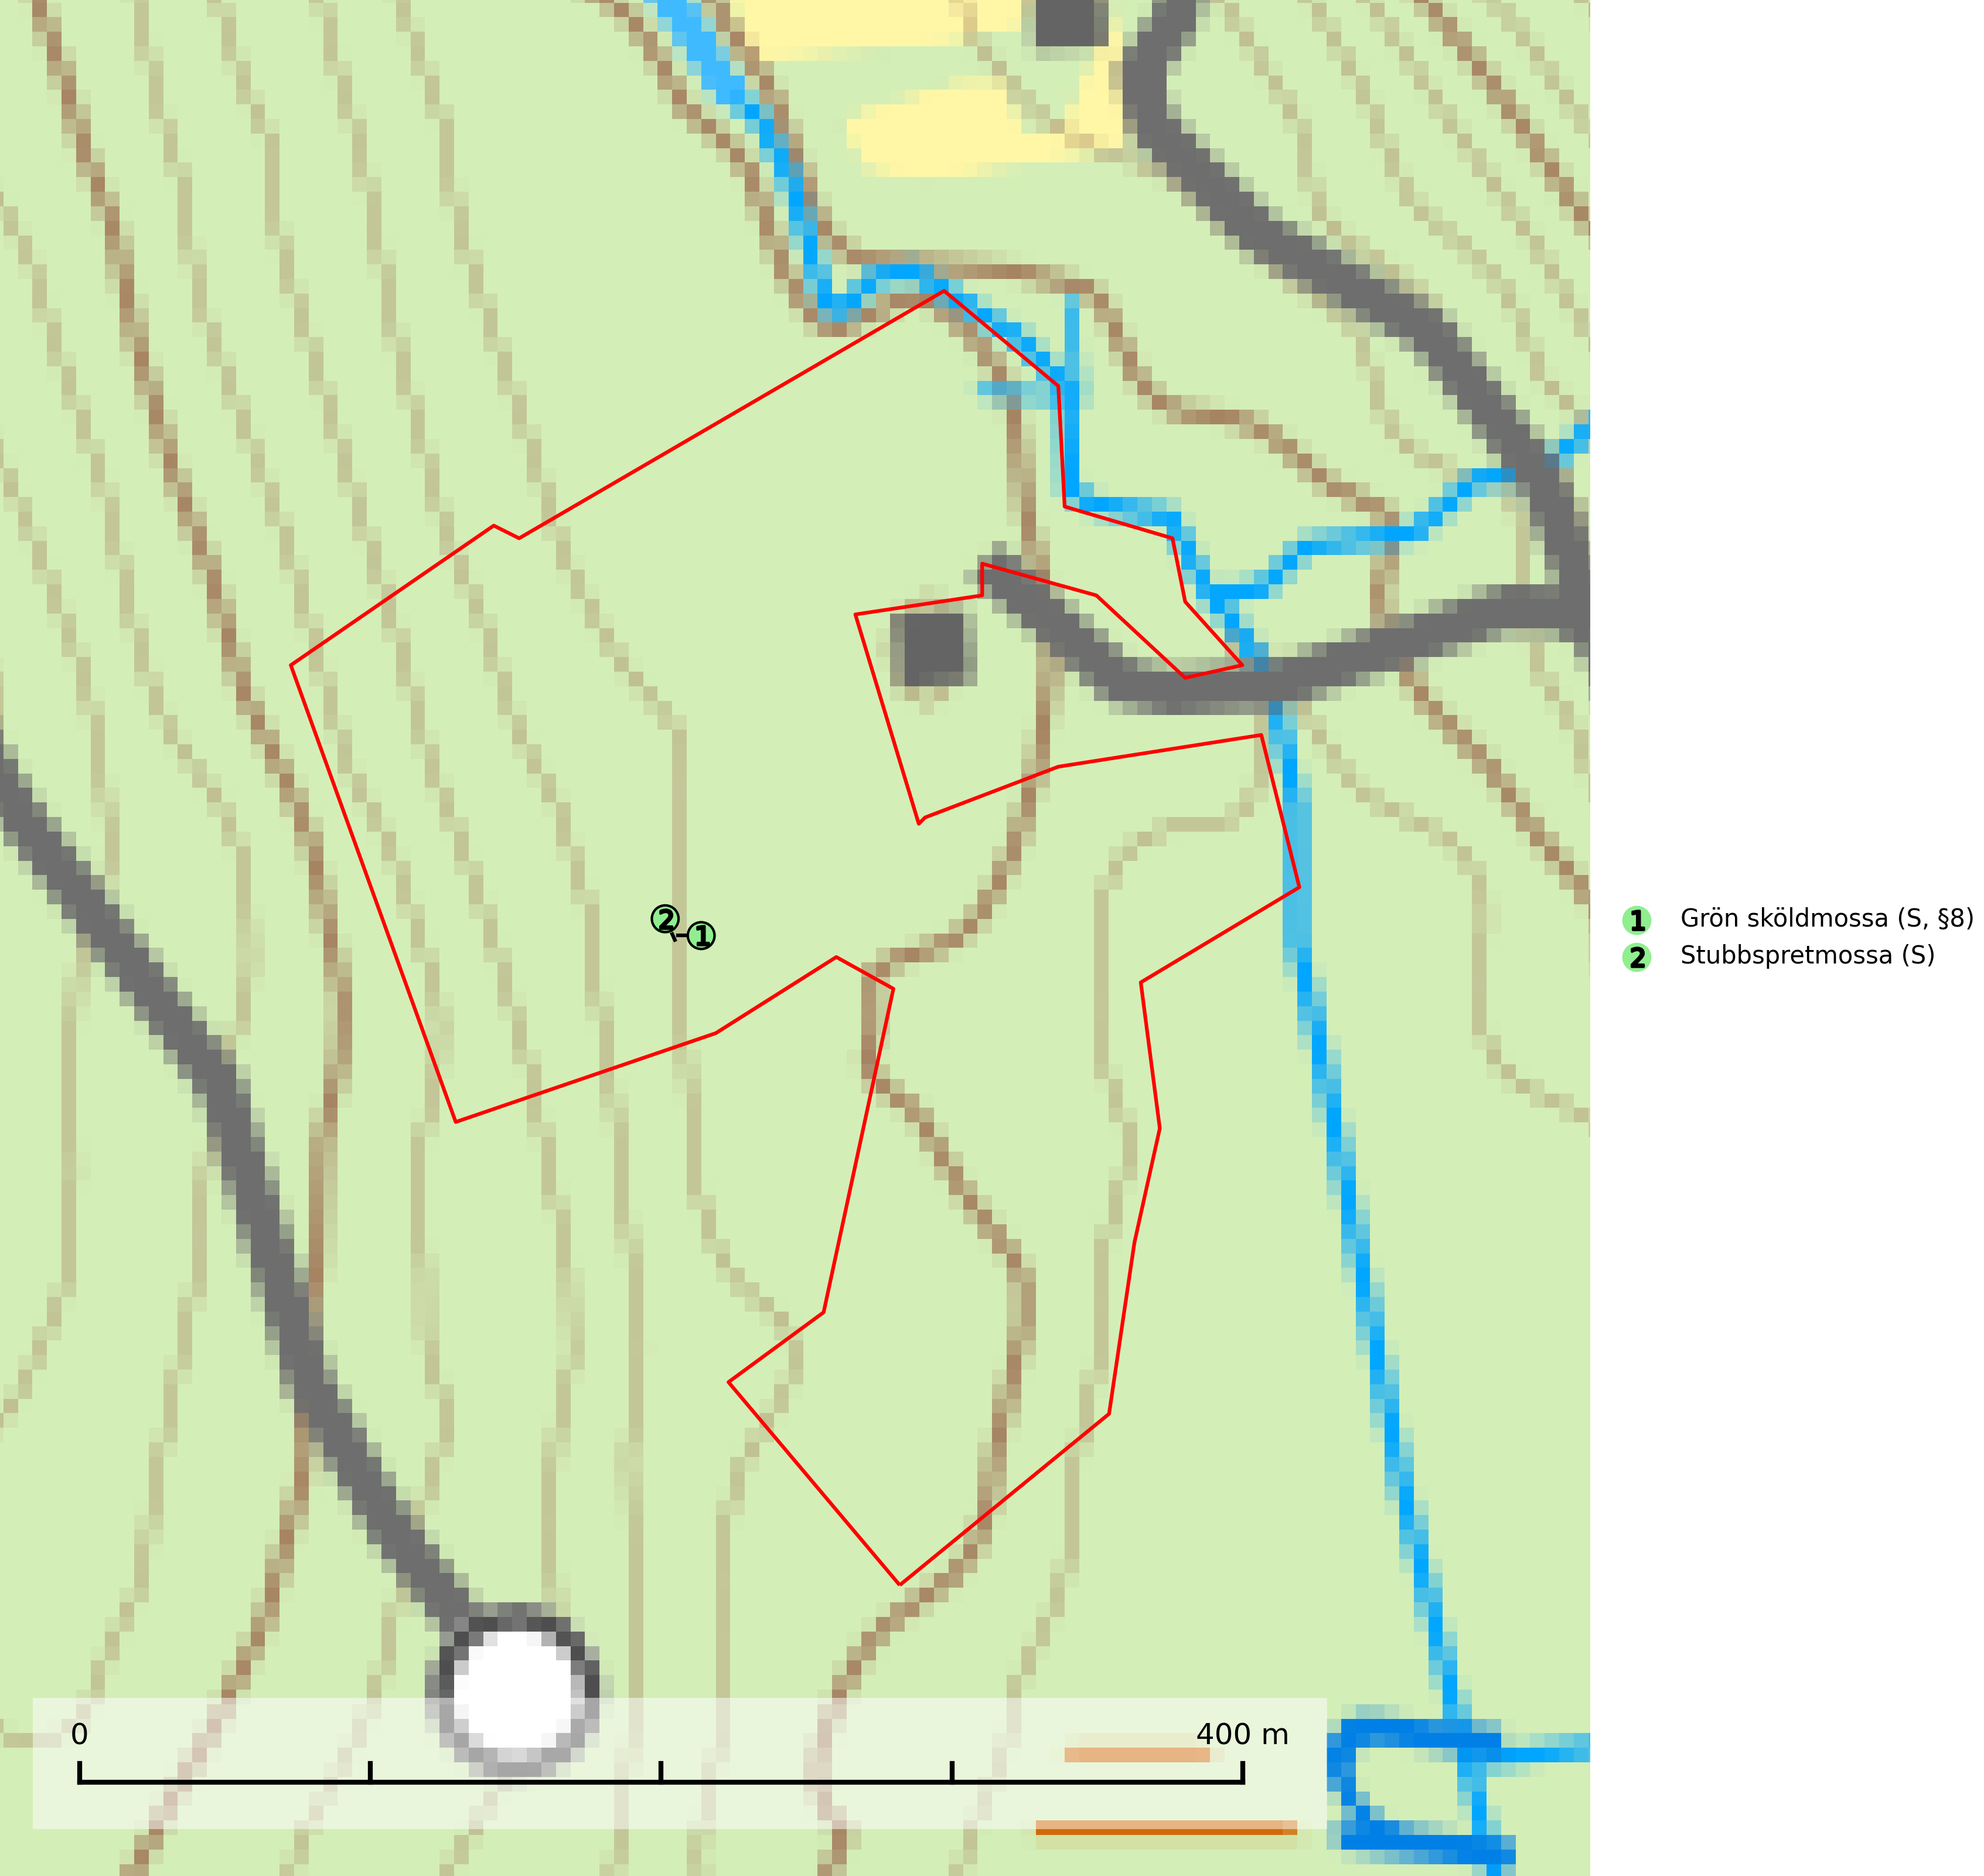 2
1
1 Grön sköldmossa (S, §8)
2 Stubbspretmossa (S)
0 400 m